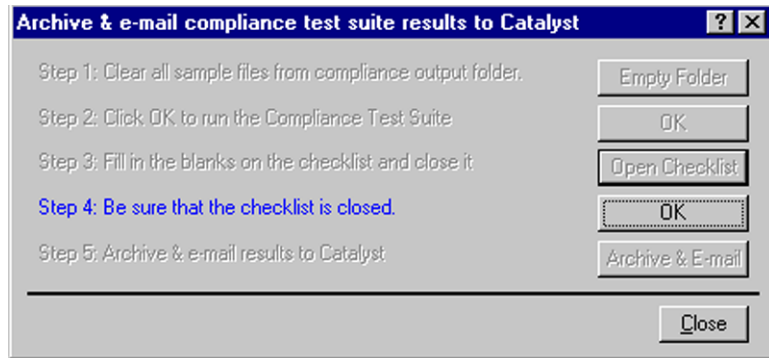 Archive & e-mail compliance test suite results to Catalyst
Step 1: Clear all sample files from compliance output folder. Empty Folder
Step 2: Click OK to run the Compliance Test Suite OK
Step 3: Fill in the blanks on the checklist and close it Open Checklist
Step 4: Be sure that the checklist is closed. OK
Step 5: Archive & e-mail results to Catalyst Archive & E-mail
Close